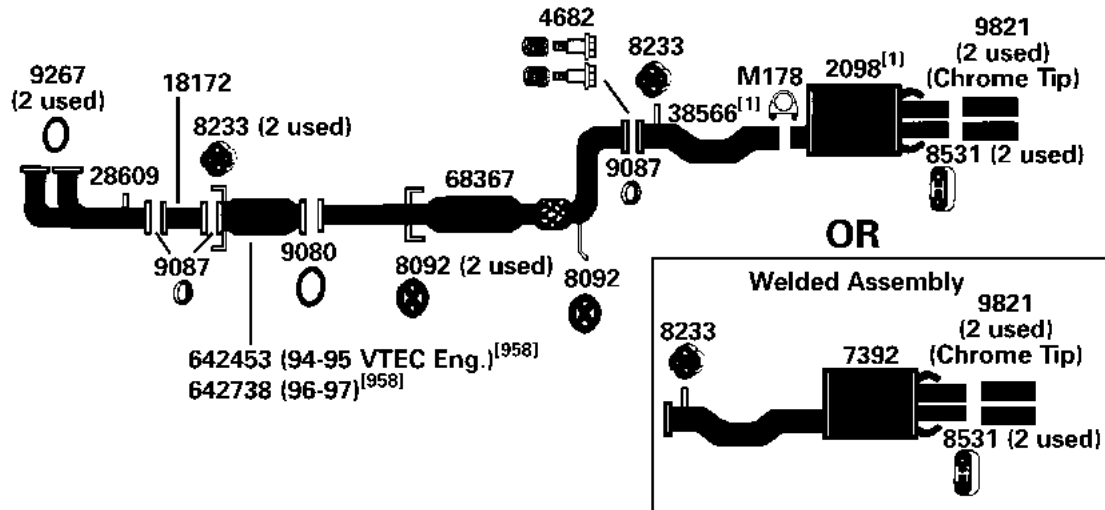 4682
9267
(2 used)
18172
8233
9821
(2 used)
(Chrome Tip)
2098[1]
M178
38566[1]
8233 (2 used)
28609
68367
9087
8531 (2 used)
9087
9080
8092 (2 used)
8092
642453 (94-95 VTEC Eng.)[958]
642738 (96-97)[958]
OR
Welded Assembly
8233
7392
9821
(2 used)
(Chrome Tip)
8531 (2 used)